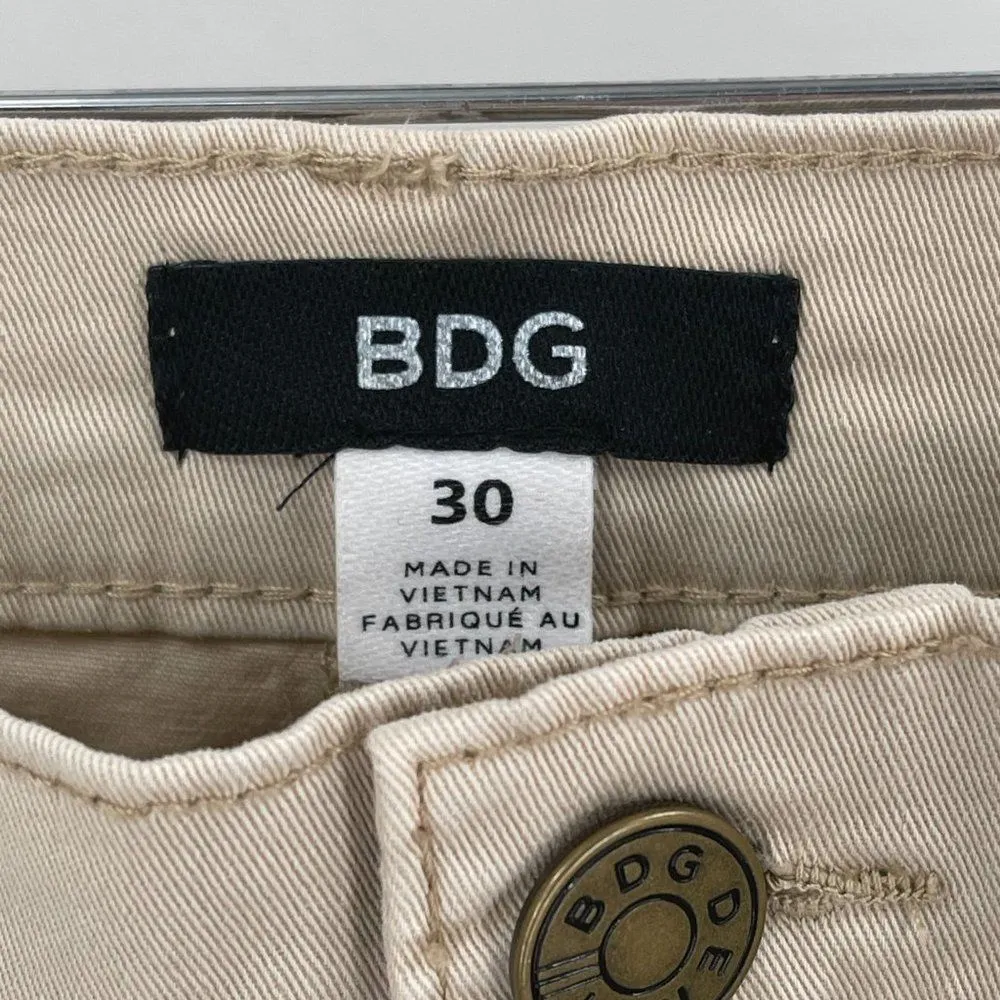 BDG
30
MADE IN
VIETNAM
FABRIQUÉ AU
VIETNAM
BDG